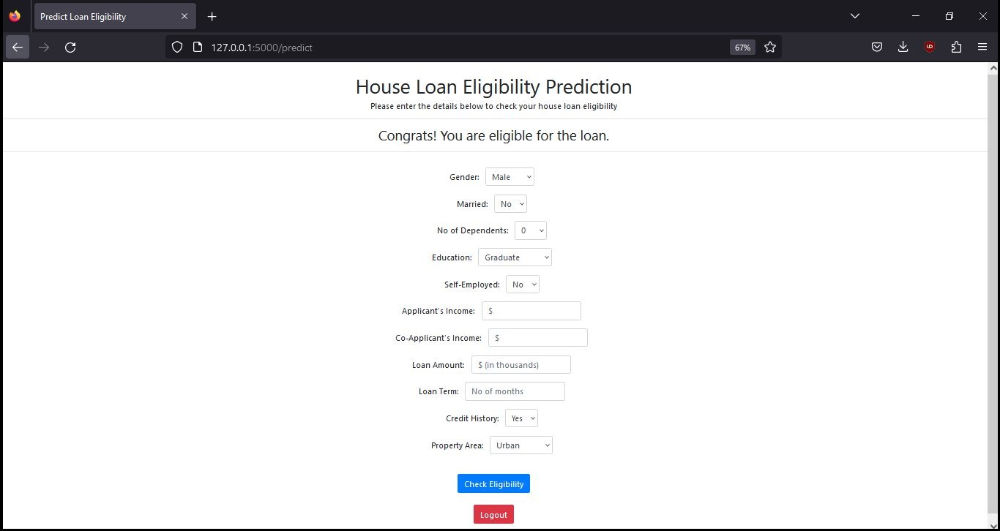 Predict Loan Eligibility
127.0.0.1:5000/predict
67%
UD
House Loan Eligibility Prediction
Please enter the details below to check your house loan eligibility
Congrats! You are eligible for the loan.
Gender: Male
Married: No
No of Dependents: 0
Education: Graduate
Self-Employed: No
Applicant's Income: $
Co-Applicant's Income: $
Loan Amount: $ (in thousands)
Loan Term: No of months
Credit History: Yes
Property Area: Urban
Check Eligibility
Logout